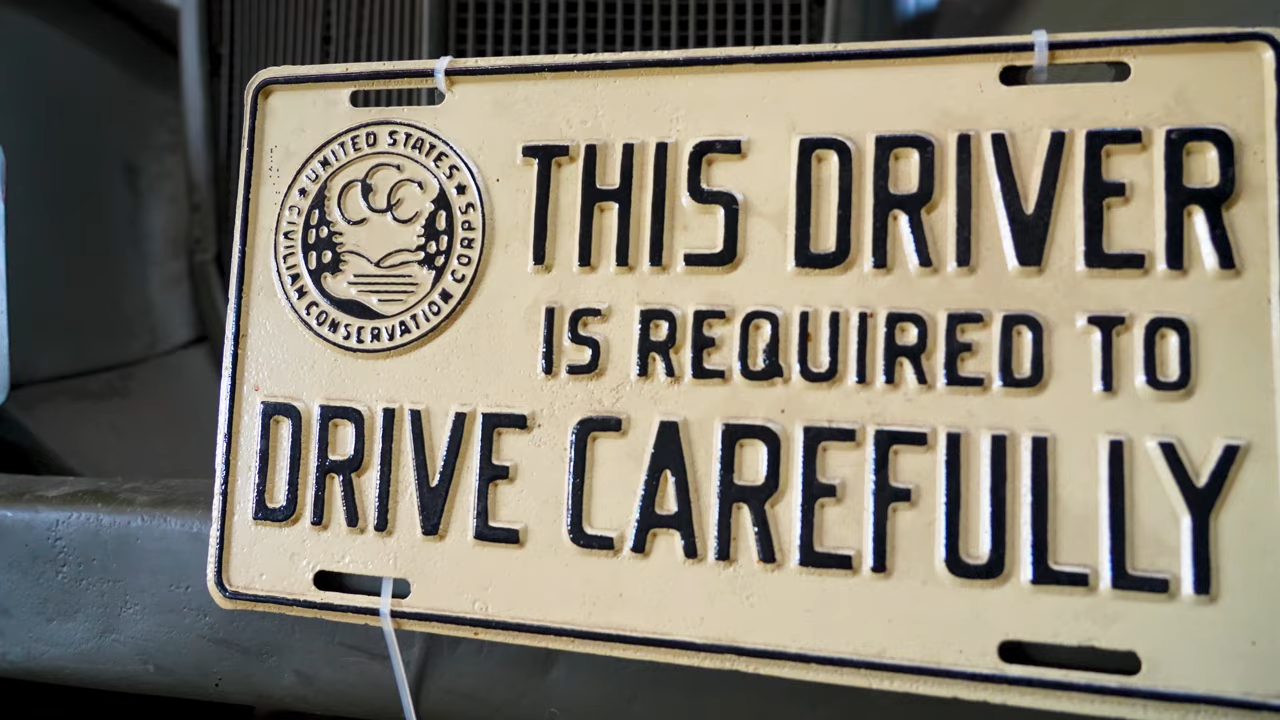 ★ UNITED STATES ★
CIVILIAN CONSERVATION CORPS
CCC
THIS DRIVER
IS REQUIRED TO
DRIVE CAREFULLY